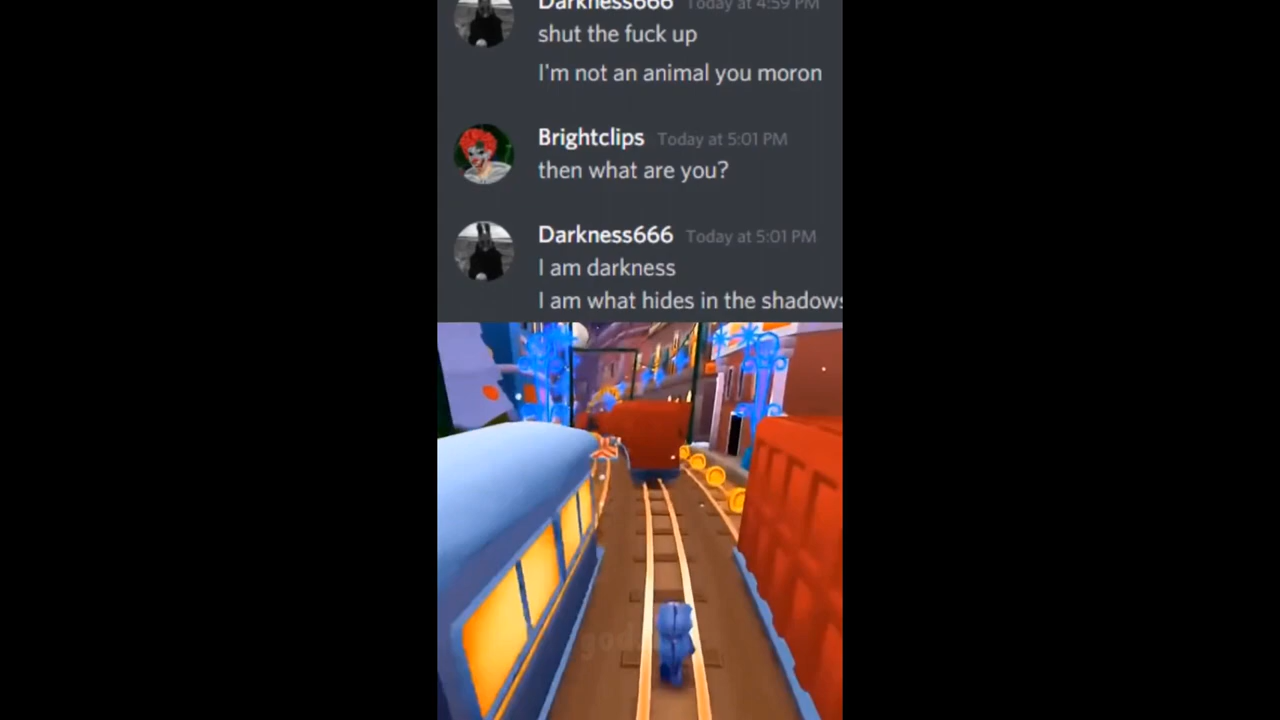 Darkness666 Today at 4:59 PM
shut the fuck up
I'm not an animal you moron
Brightclips Today at 5:01 PM
then what are you?
Darkness666 Today at 5:01 PM
I am darkness
I am what hides in the shadows